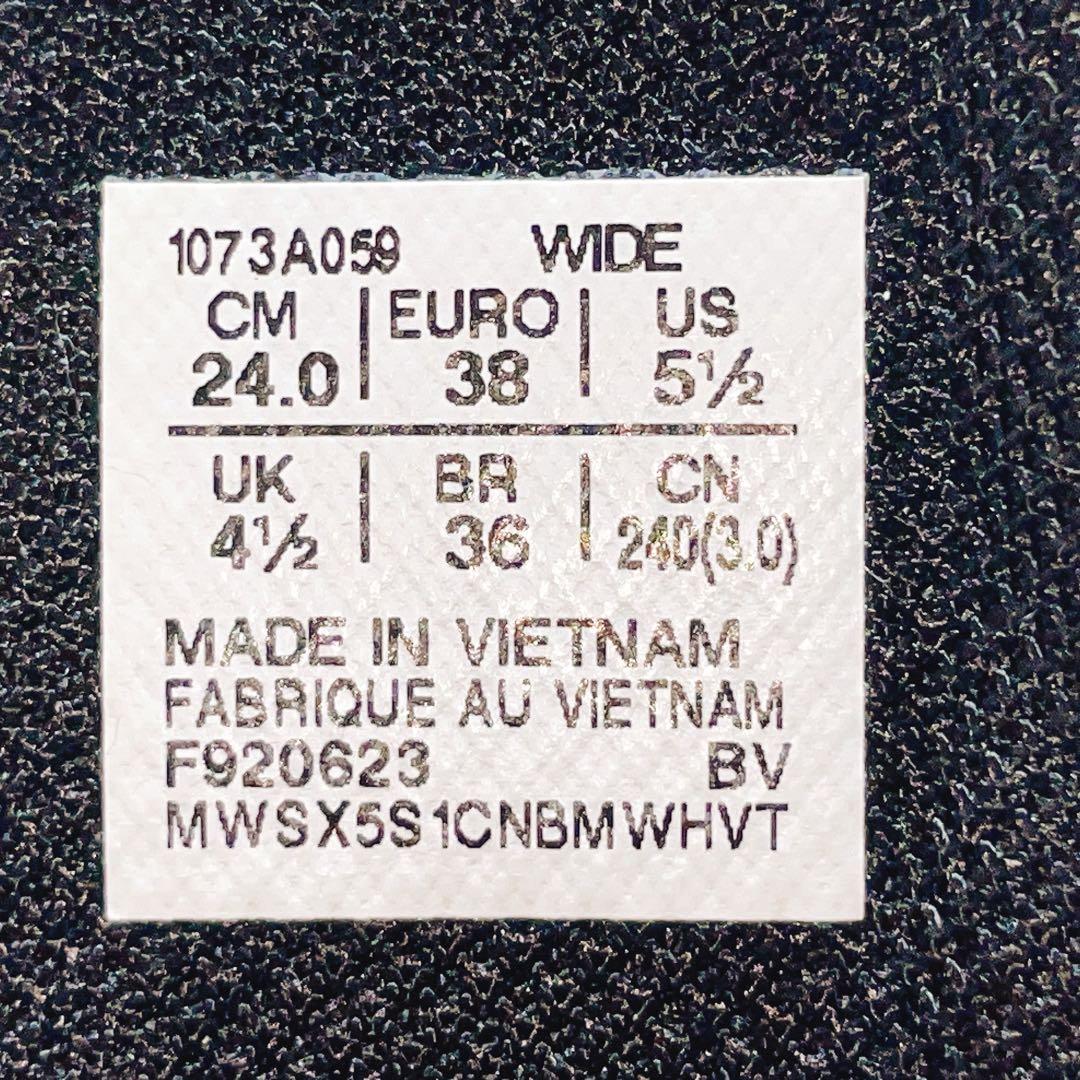 1073A059 WIDE
CM | EURO | US
24.0 | 38 | 5½
UK | BR | CN
4½ | 36 | 240(3.0)
MADE IN VIETNAM
FABRIQUE AU VIETNAM
F920623 BV
MWSX5S1CNBMWHVT